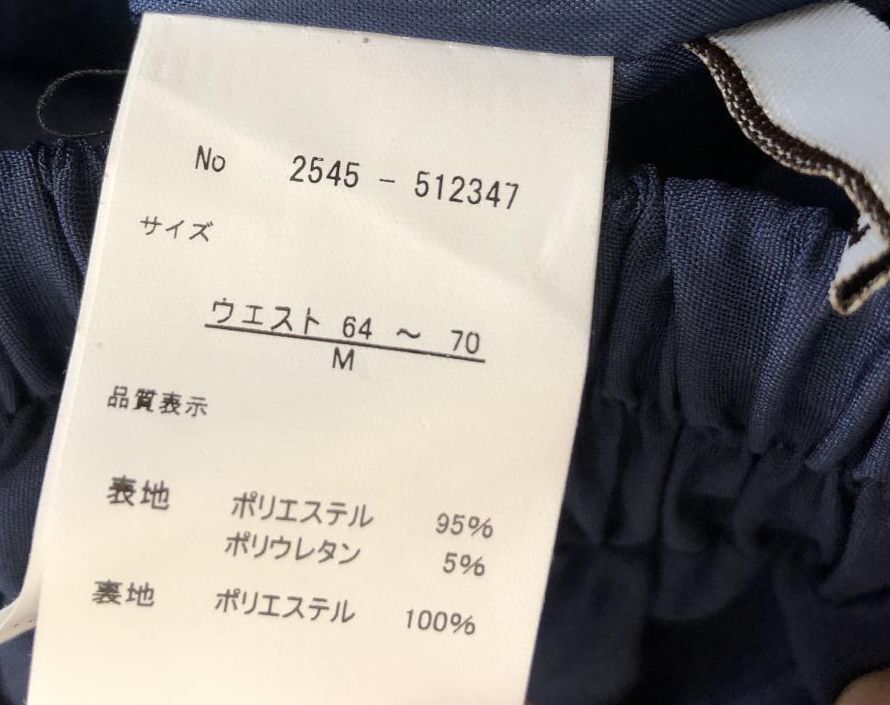 No 2545 - 512347
サイズ
ウエスト 64 ～ 70
M
品質表示
表地 ポリエステル 95%
ポリウレタン 5%
裏地 ポリエステル 100%